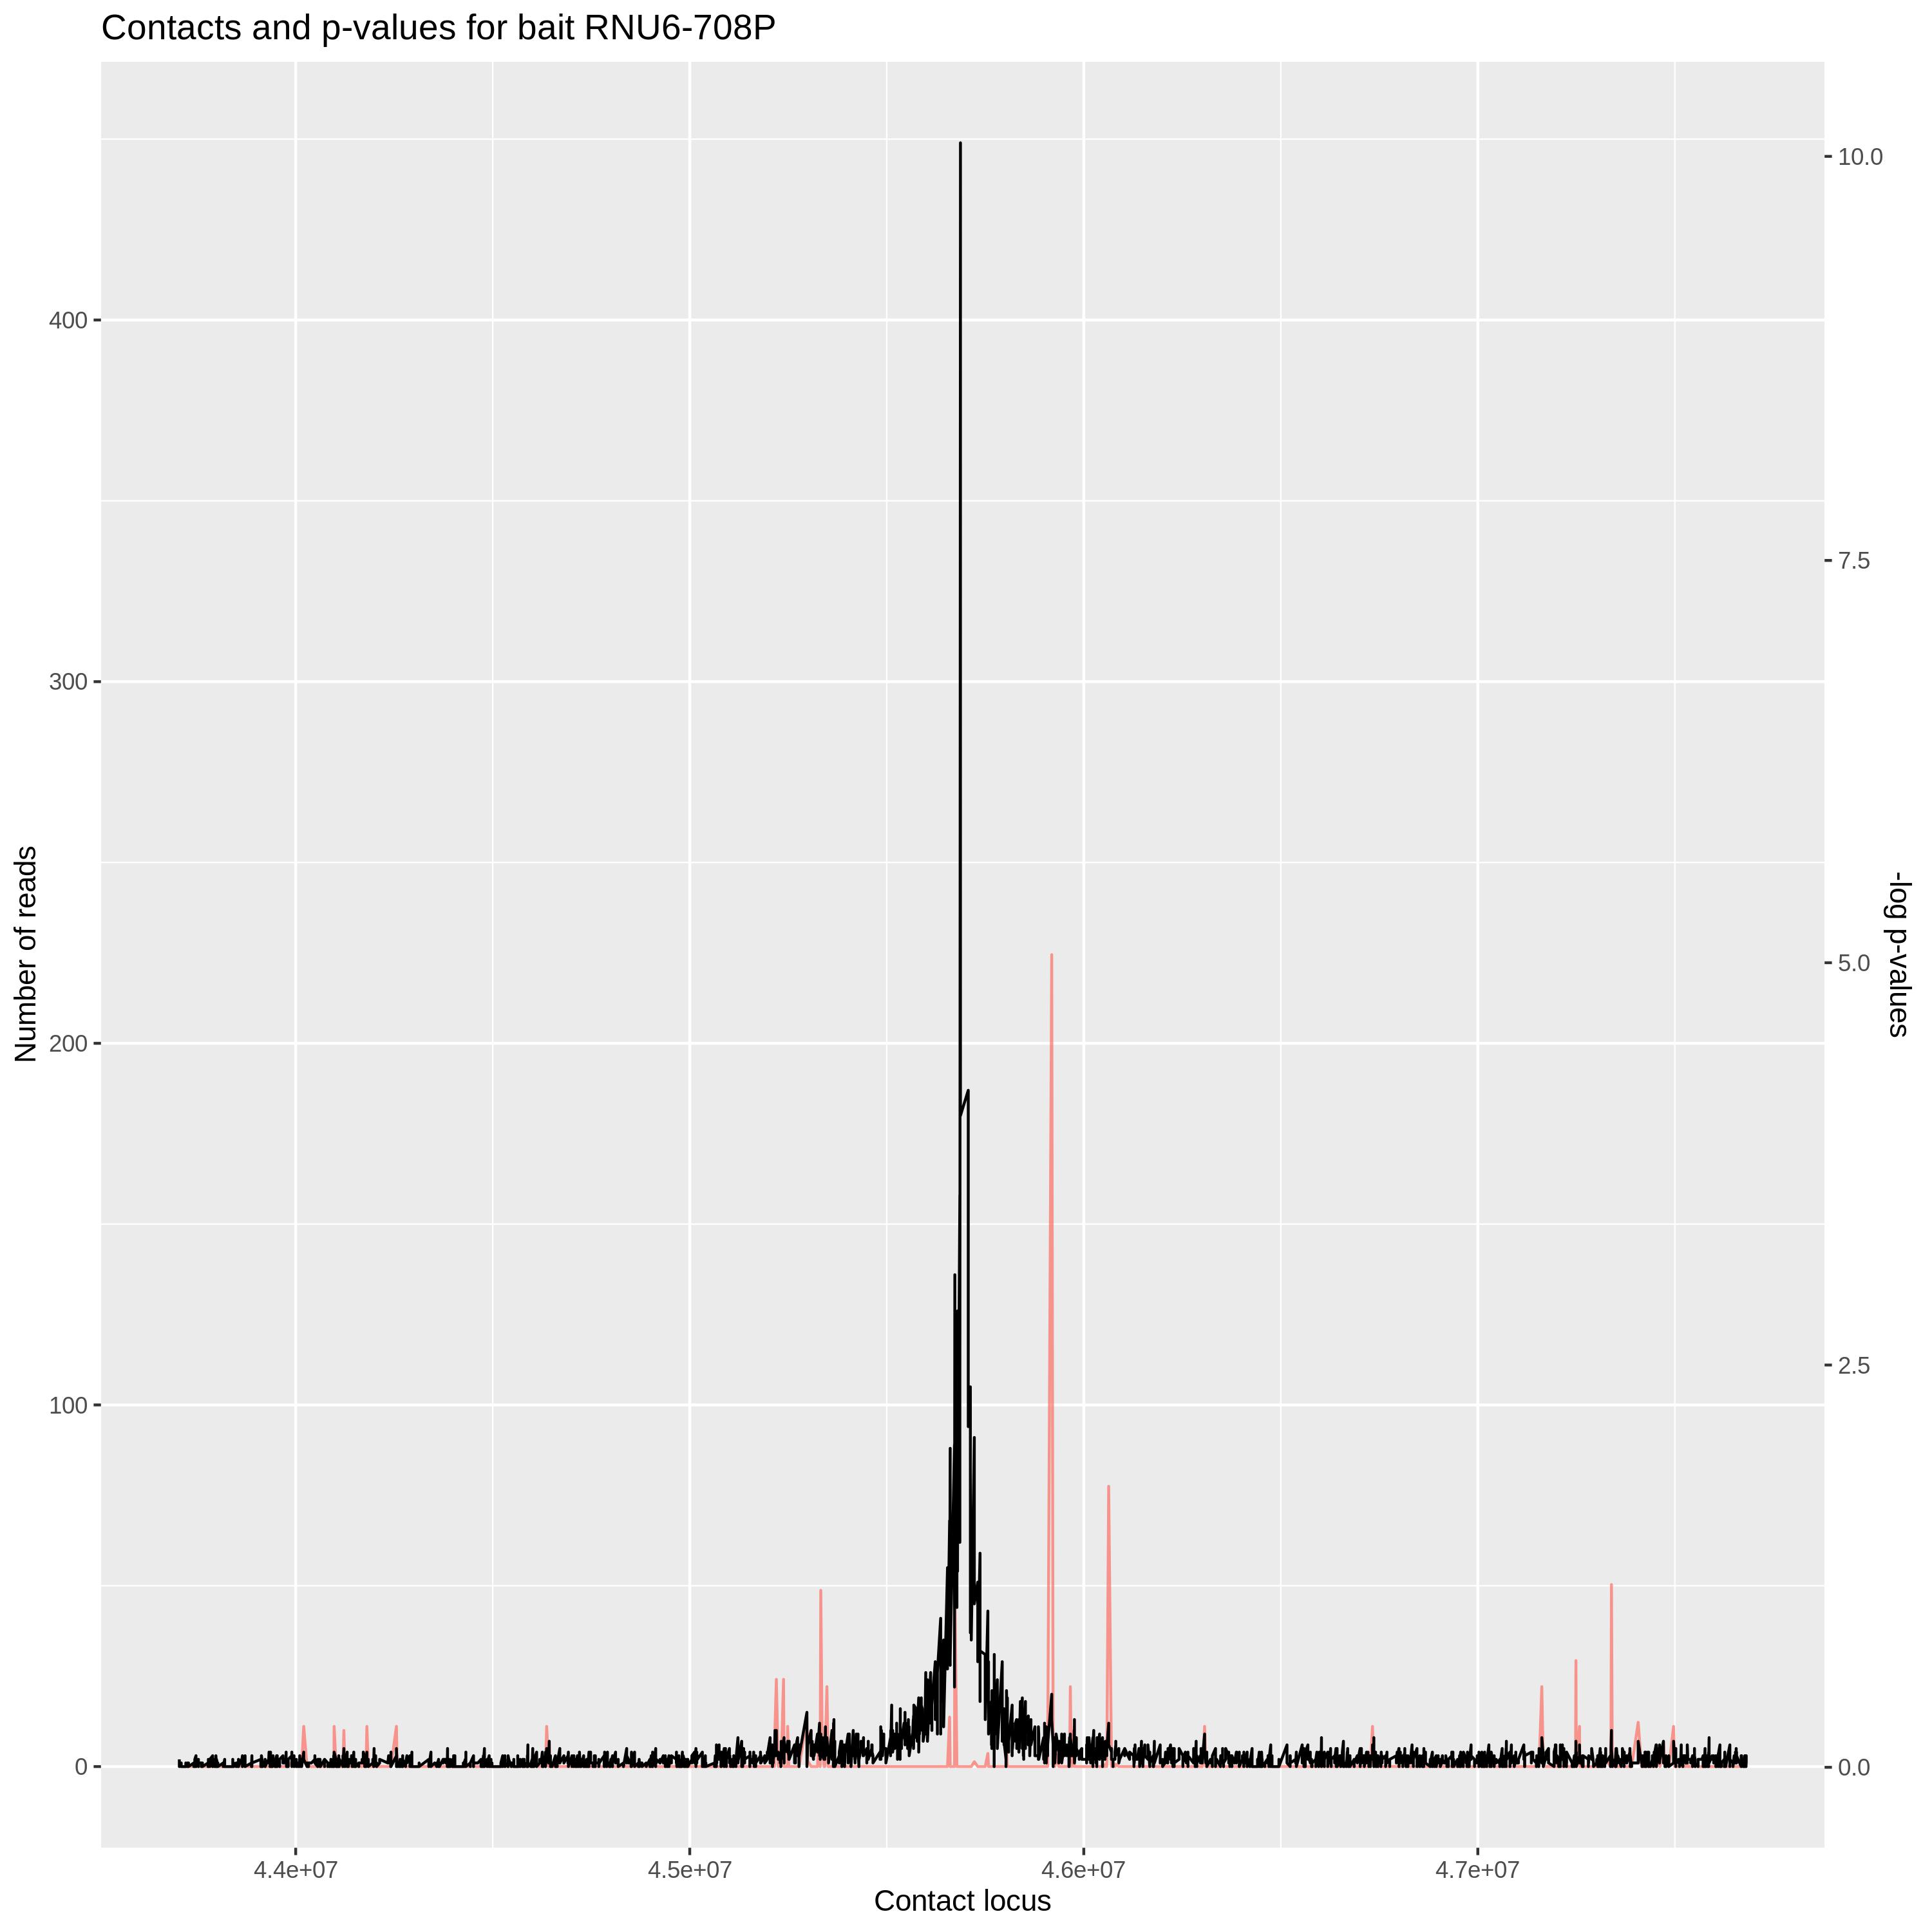 Contacts and p-values for bait RNU6-708P
400
300
200
100
0
Number of reads
10.0
7.5
5.0
2.5
0.0
-log p-values
4.4e+07
4.5e+07
4.6e+07
4.7e+07
Contact locus